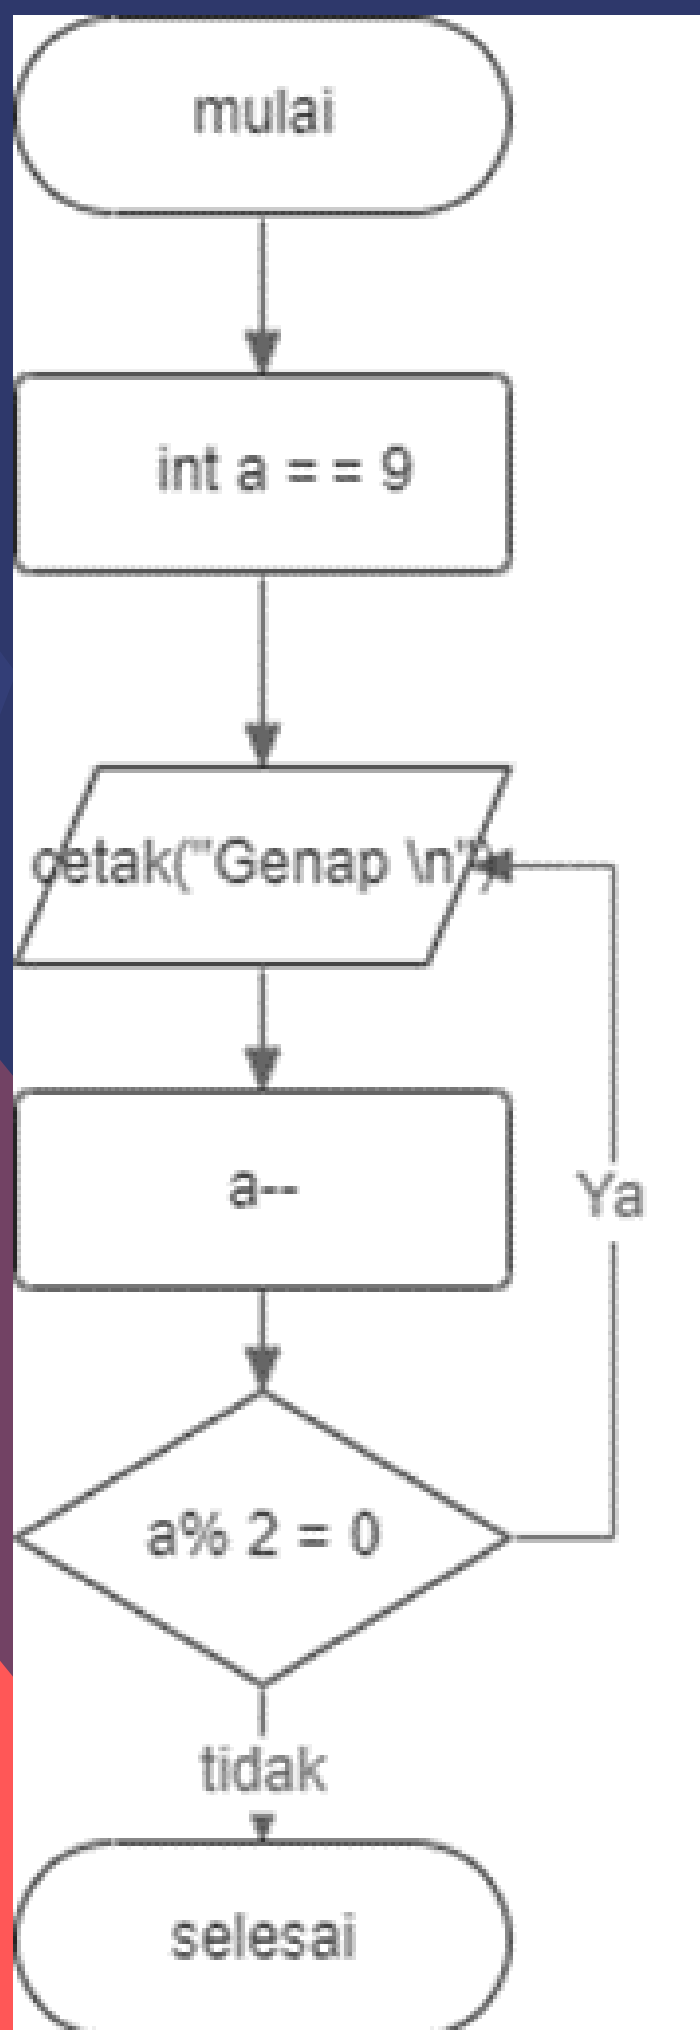 mulai
int a = = 9
cetak("Genap \n");
a--
Ya
a% 2 = 0
tidak
selesai